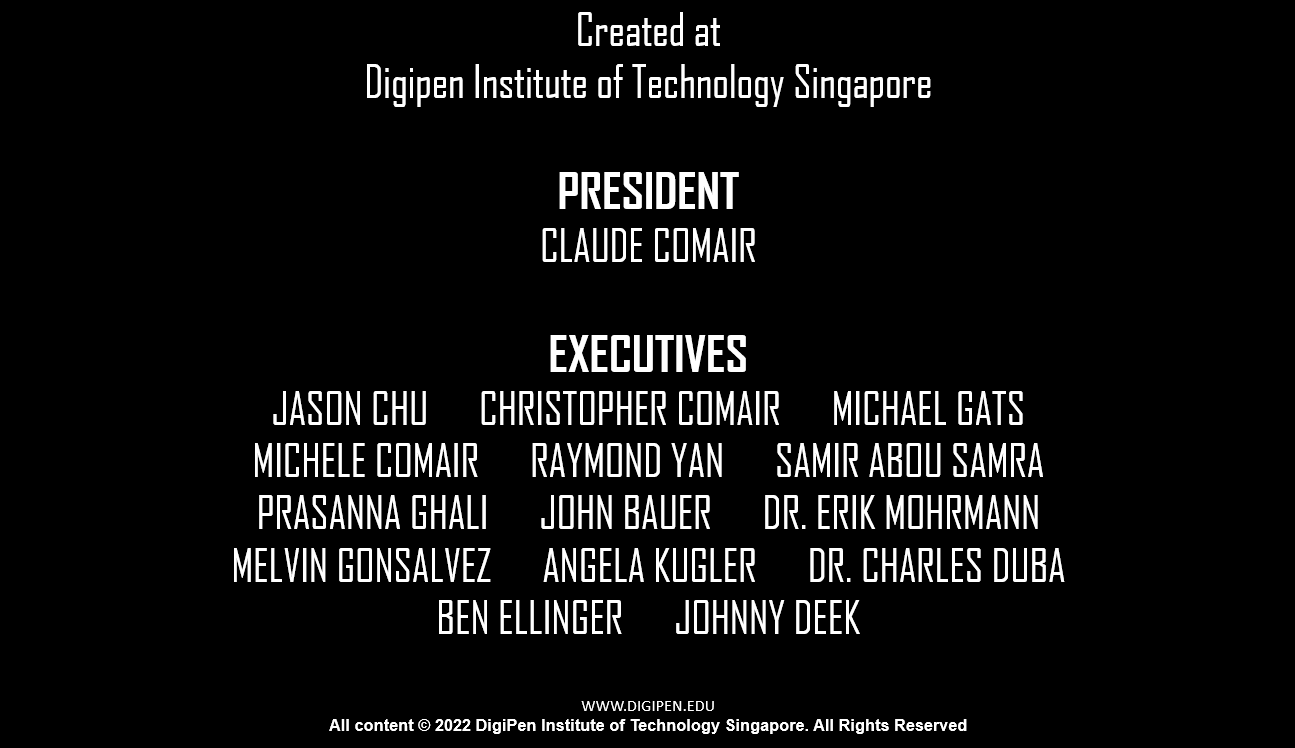 Created at
Digipen Institute of Technology Singapore
PRESIDENT
CLAUDE COMAIR
EXECUTIVES
JASON CHU CHRISTOPHER COMAIR MICHAEL GATS
MICHELE COMAIR RAYMOND YAN SAMIR ABOU SAMRA
PRASANNA GHALI JOHN BAUER DR. ERIK MOHRMANN
MELVIN GONSALVEZ ANGELA KUGLER DR. CHARLES DUBA
BEN ELLINGER JOHNNY DEEK
WWW.DIGIPEN.EDU
All content © 2022 DigiPen Institute of Technology Singapore. All Rights Reserved